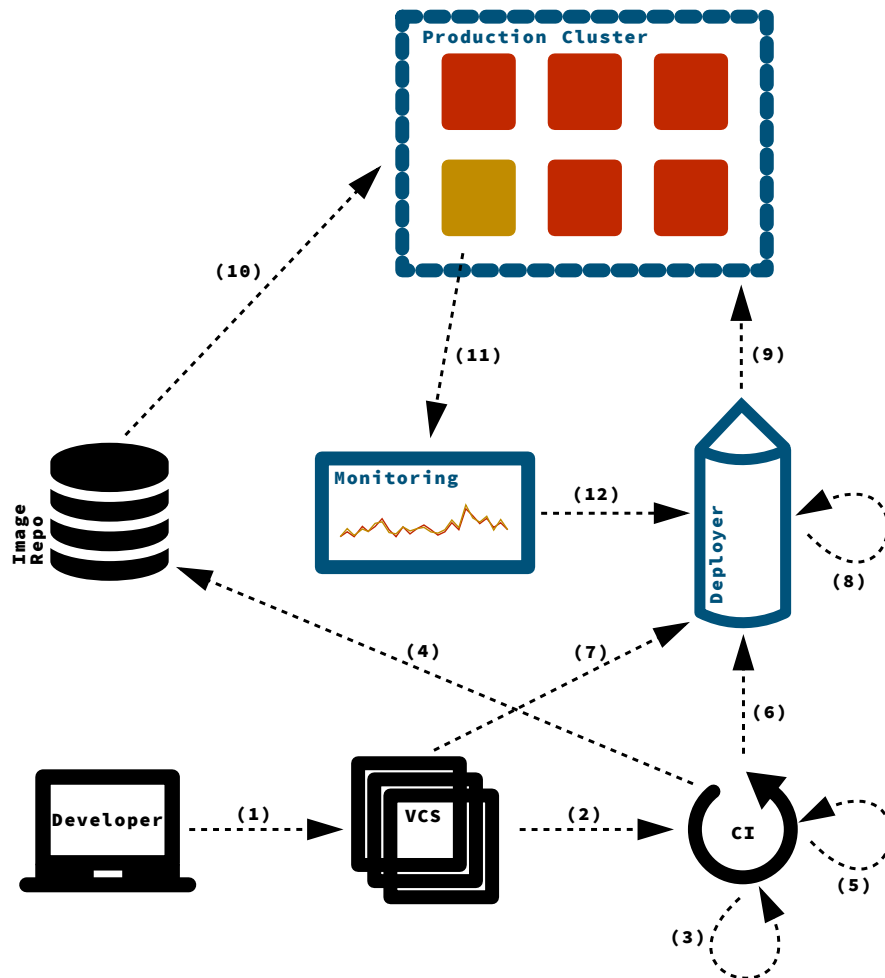 Production Cluster
(10)
(11)
(9)
Monitoring
(12)
Image
Repo
Deployer
(8)
(4)
(7)
(6)
Developer
(1)
VCS
(2)
CI
(5)
(3)